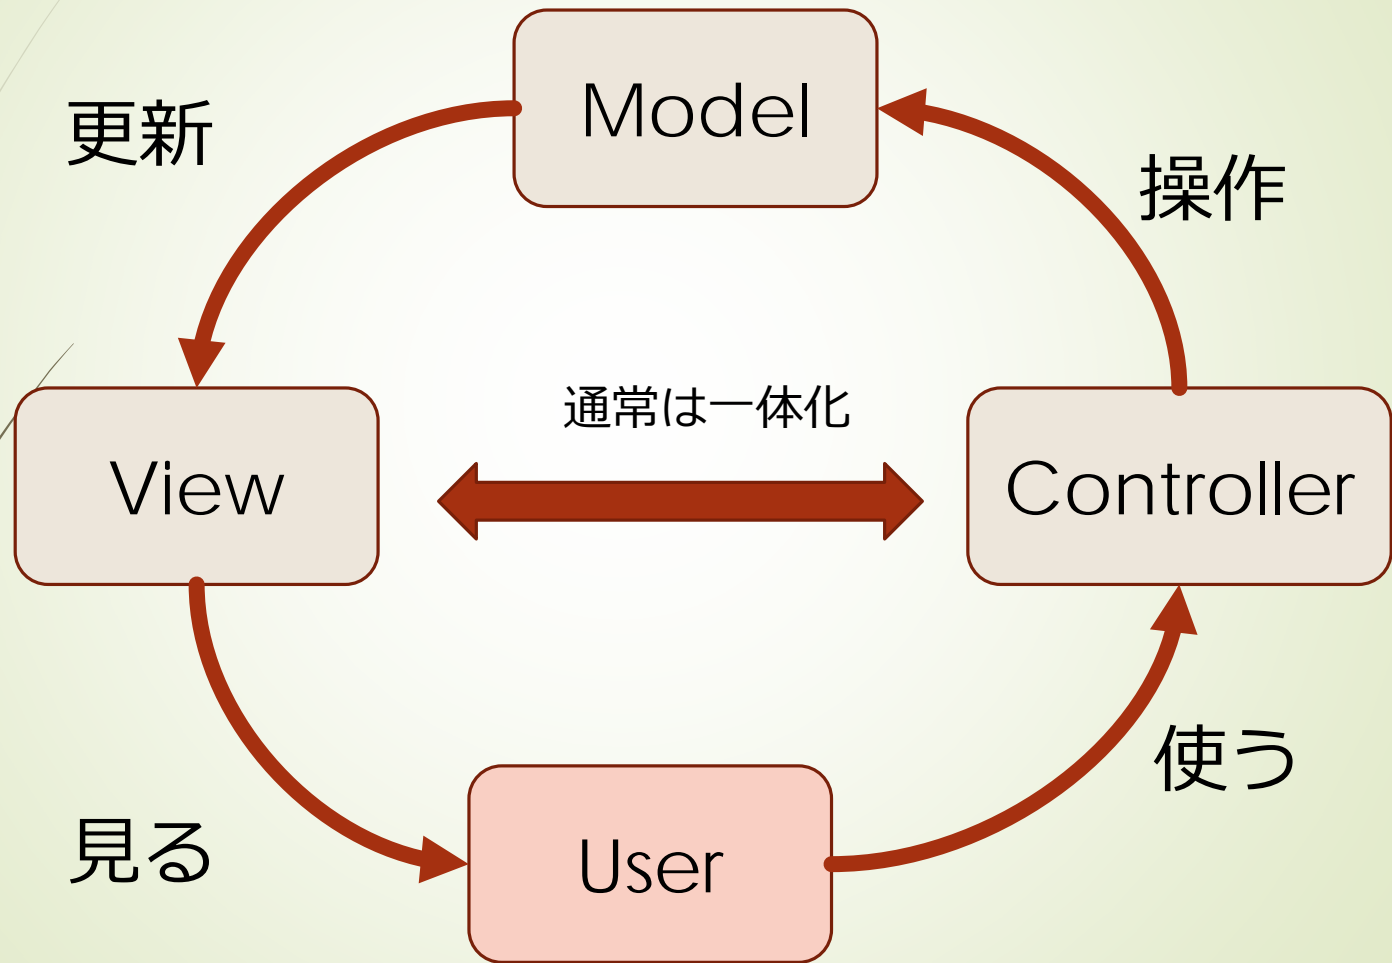 Model
更新
操作
通常は一体化
View
Controller
使う
見る
User